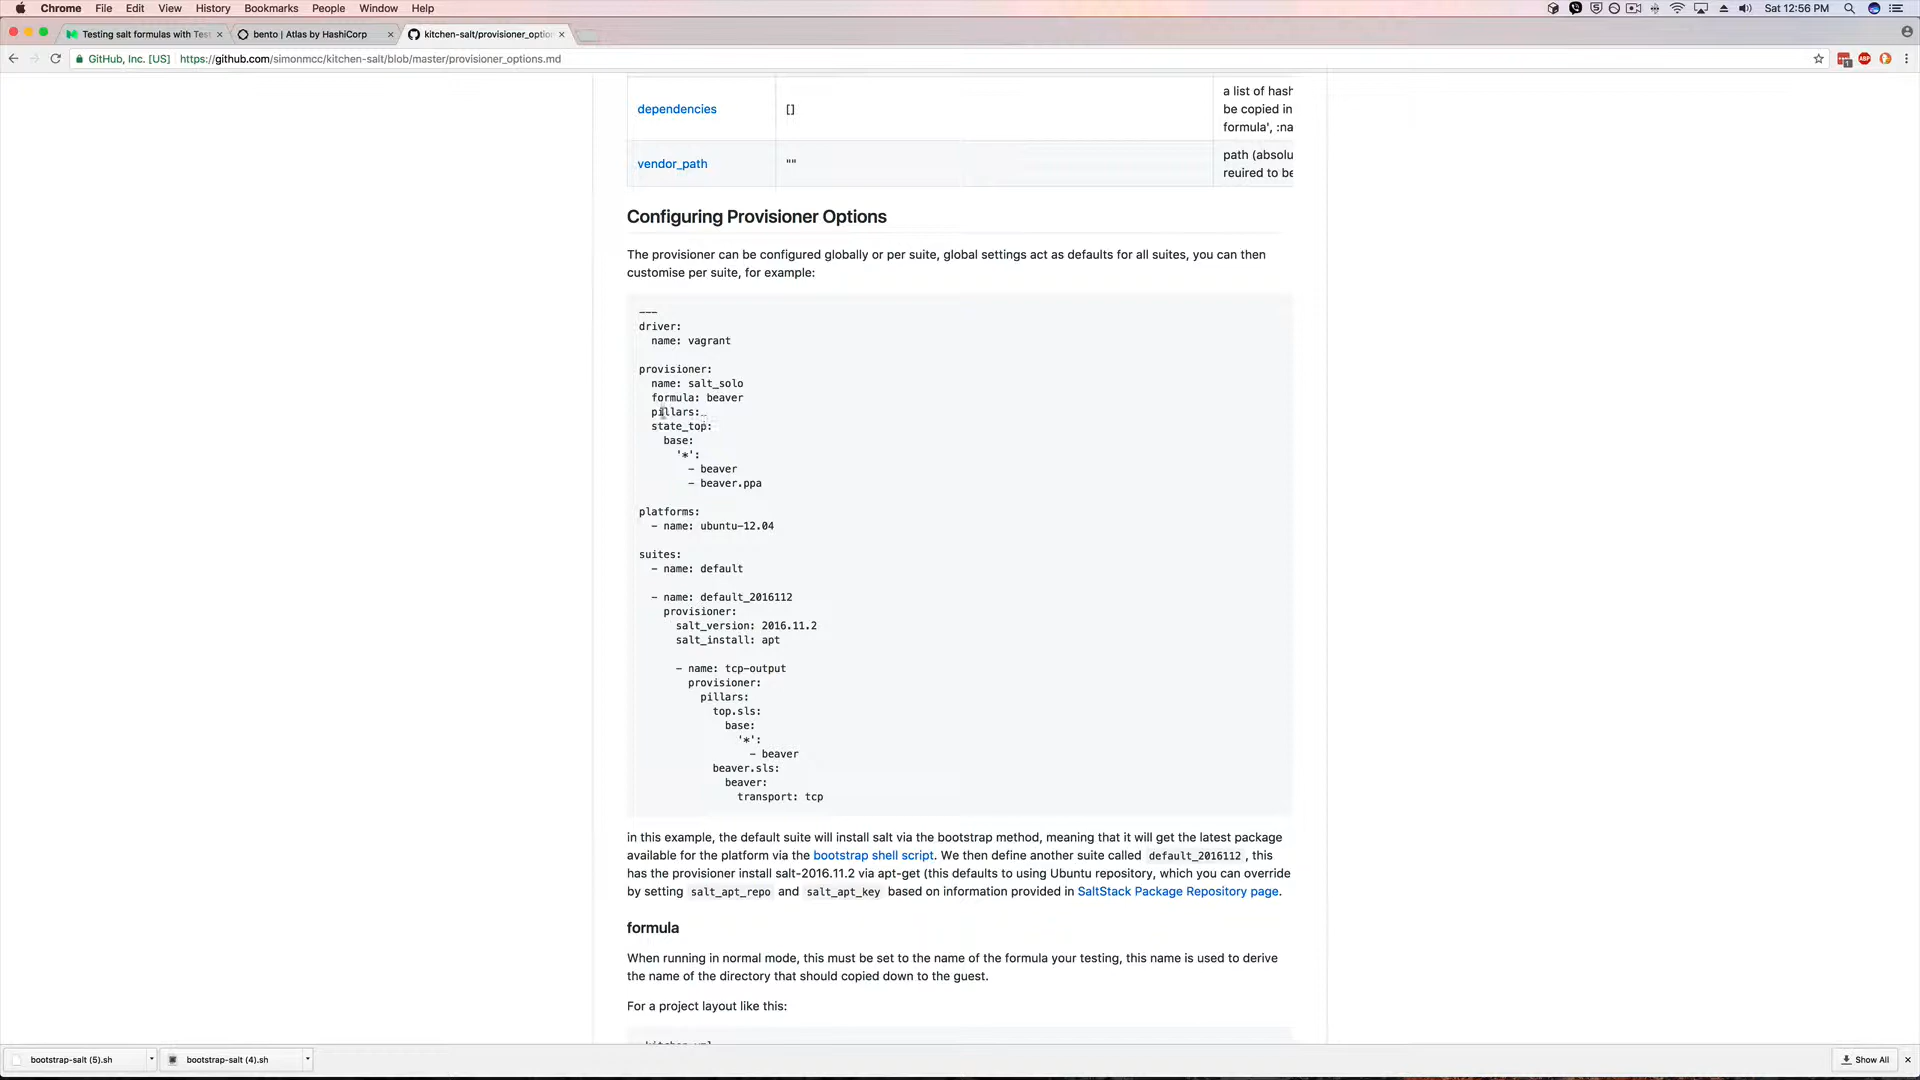 Chrome File Edit View History Bookmarks People Window Help Sat 12:56 PM
Testing salt formulas with Tes
bento | Atlas by HashiCorp
kitchen-salt/provisioner_optio
GitHub, Inc. [US] https://github.com/simonmcc/kitchen-salt/blob/master/provisioner_options.md
ABP
dependencies [] a list of hash
be copied in
formula', :na
vendor_path "" path (absolu
reuired to be
Configuring Provisioner Options
The provisioner can be configured globally or per suite, global settings act as defaults for all suites, you can then
customise per suite, for example:
---
driver:
  name: vagrant
provisioner:
  name: salt_solo
  formula: beaver
  pillars:
  state_top:
    base:
      '*':
        - beaver
        - beaver.ppa
platforms:
  - name: ubuntu-12.04
suites:
  - name: default
  - name: default_2016112
    provisioner:
      salt_version: 2016.11.2
      salt_install: apt
      - name: tcp-output
        provisioner:
          pillars:
            top.sls:
              base:
                '*':
                  - beaver
            beaver.sls:
              beaver:
                transport: tcp
in this example, the default suite will install salt via the bootstrap method, meaning that it will get the latest package
available for the platform via the bootstrap shell script. We then define another suite called default_2016112, this
has the provisioner install salt-2016.11.2 via apt-get (this defaults to using Ubuntu repository, which you can override
by setting salt_apt_repo and salt_apt_key based on information provided in SaltStack Package Repository page.
formula
When running in normal mode, this must be set to the name of the formula your testing, this name is used to derive
the name of the directory that should copied down to the guest.
For a project layout like this:
bootstrap-salt (5).sh
bootstrap-salt (4).sh
Show All